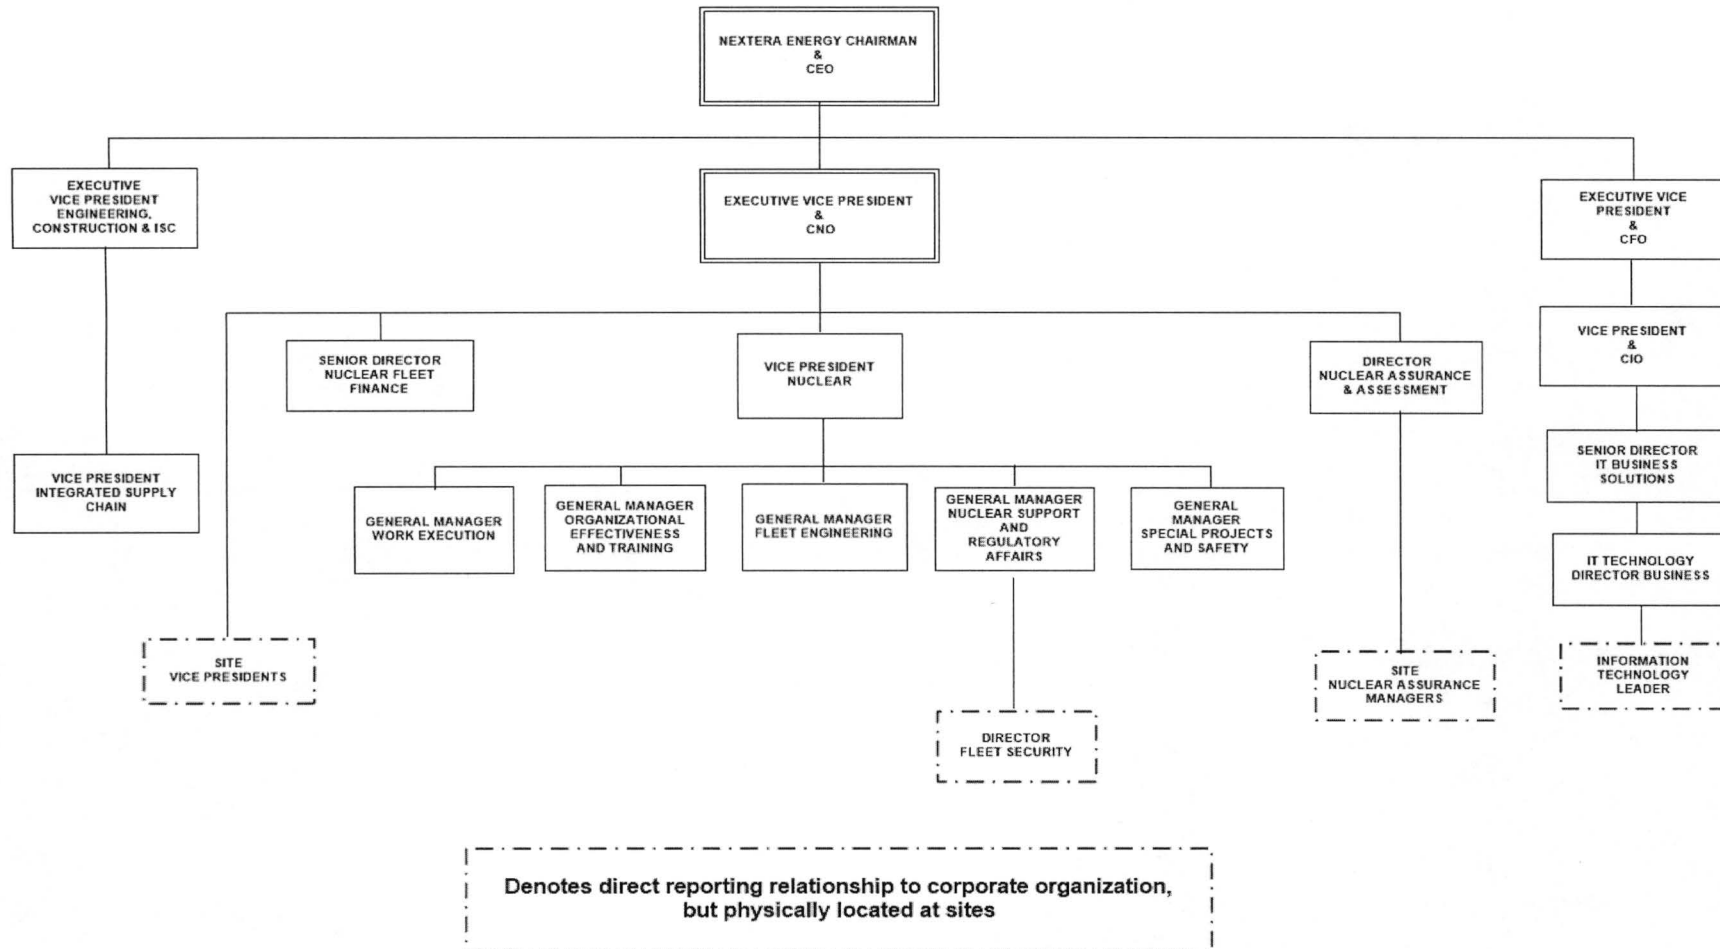 NEXTERA ENERGY CHAIRMAN
&
CEO
EXECUTIVE
VICE PRESIDENT
ENGINEERING,
CONSTRUCTION & ISC
EXECUTIVE VICE PRESIDENT
&
CNO
EXECUTIVE VICE
PRESIDENT
&
CFO
SENIOR DIRECTOR
NUCLEAR FLEET
FINANCE
VICE PRESIDENT
NUCLEAR
DIRECTOR
NUCLEAR ASSURANCE
& ASSESSMENT
VICE PRESIDENT
&
CIO
VICE PRESIDENT
INTEGRATED SUPPLY
CHAIN
GENERAL MANAGER
WORK EXECUTION
GENERAL MANAGER
ORGANIZATIONAL
EFFECTIVENESS
AND TRAINING
GENERAL MANAGER
FLEET ENGINEERING
GENERAL MANAGER
NUCLEAR SUPPORT
AND
REGULATORY
AFFAIRS
GENERAL
MANAGER
SPECIAL PROJECTS
AND SAFETY
SENIOR DIRECTOR
IT BUSINESS
SOLUTIONS
IT TECHNOLOGY
DIRECTOR BUSINESS
SITE
VICE PRESIDENTS
SITE
NUCLEAR ASSURANCE
MANAGERS
INFORMATION
TECHNOLOGY
LEADER
DIRECTOR
FLEET SECURITY
Denotes direct reporting relationship to corporate organization,
but physically located at sites